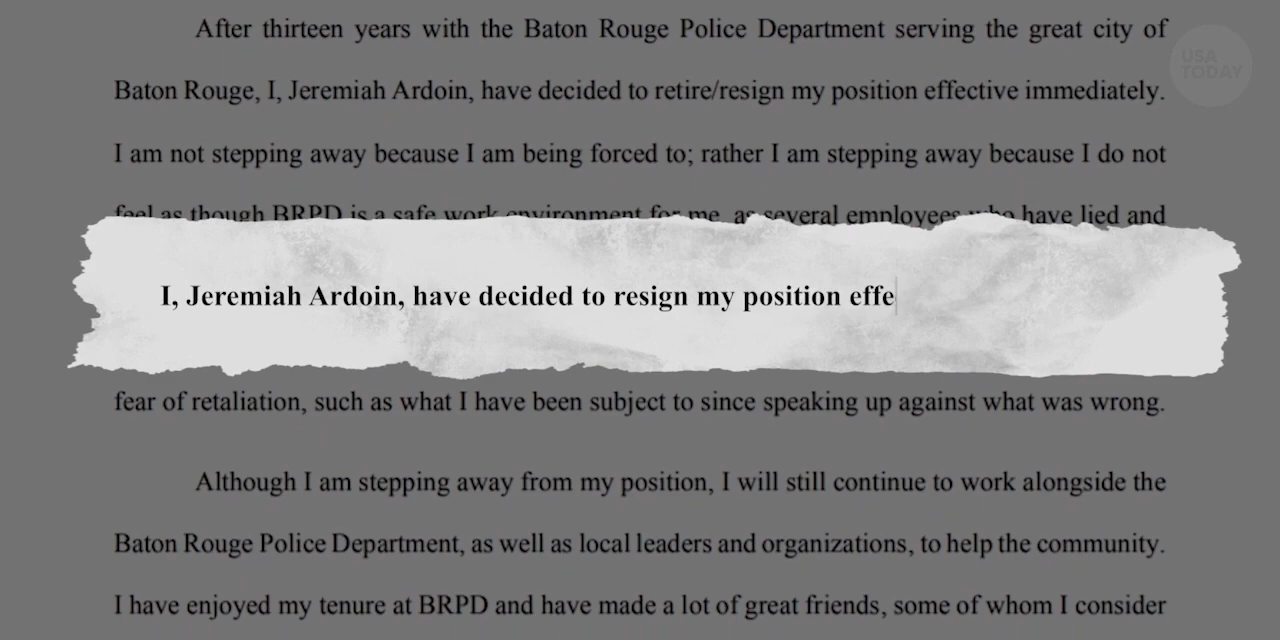 After thirteen years with the Baton Rouge Police Department serving the great city of
USA
TODAY
Baton Rouge, I, Jeremiah Ardoin, have decided to retire/resign my position effective immediately.
I am not stepping away because I am being forced to; rather I am stepping away because I do not
feel as though BRPD is a safe work environment for me, as several employees who have lied and
I, Jeremiah Ardoin, have decided to resign my position effe
fear of retaliation, such as what I have been subject to since speaking up against what was wrong.
Although I am stepping away from my position, I will still continue to work alongside the
Baton Rouge Police Department, as well as local leaders and organizations, to help the community.
I have enjoyed my tenure at BRPD and have made a lot of great friends, some of whom I consider